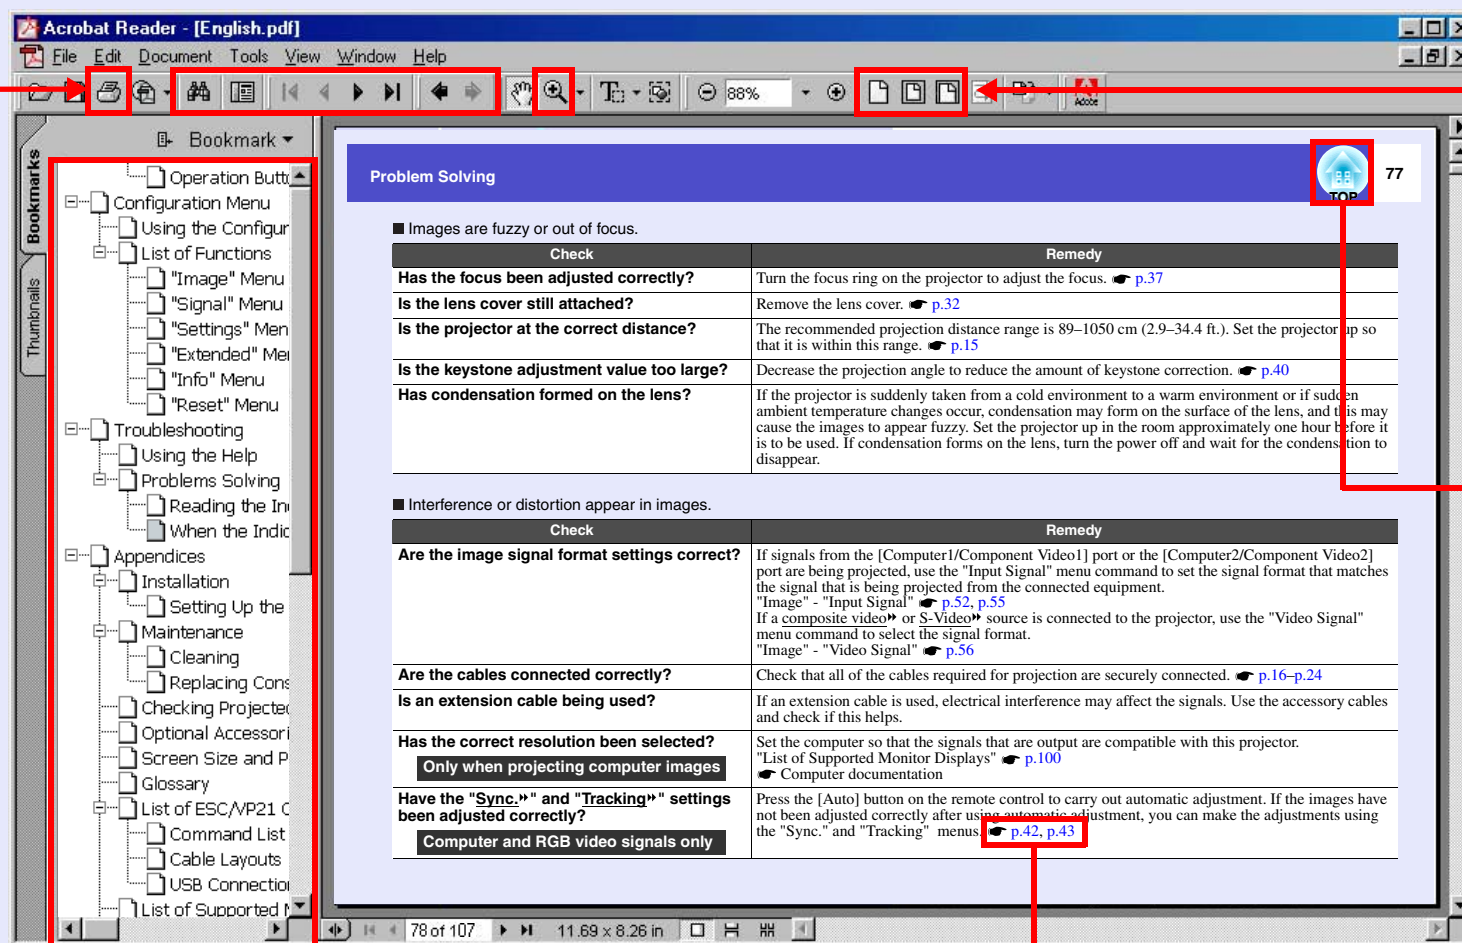 Acrobat Reader - [English.pdf]
File Edit Document Tools View Window Help
88%
Adobe
Bookmarks
Thumbnails
Bookmark
Operation Butto
Configuration Menu
Using the Configur
List of Functions
"Image" Menu
"Signal" Menu
"Settings" Men
"Extended" Me
"Info" Menu
"Reset" Menu
Troubleshooting
Using the Help
Problems Solving
Reading the In
When the Indic
Appendices
Installation
Setting Up the
Maintenance
Cleaning
Replacing Cons
Checking Projected
Optional Accessori
Screen Size and P
Glossary
List of ESC/VP21 C
Command List
Cable Layouts
USB Connection
List of Supported M
Problem Solving
TOP
77
■ Images are fuzzy or out of focus.
Check Remedy
Has the focus been adjusted correctly? Turn the focus ring on the projector to adjust the focus. ☛ p.37
Is the lens cover still attached? Remove the lens cover. ☛ p.32
Is the projector at the correct distance? The recommended projection distance range is 89–1050 cm (2.9–34.4 ft.). Set the projector up so
that it is within this range. ☛ p.15
Is the keystone adjustment value too large? Decrease the projection angle to reduce the amount of keystone correction. ☛ p.40
Has condensation formed on the lens? If the projector is suddenly taken from a cold environment to a warm environment or if sudden
ambient temperature changes occur, condensation may form on the surface of the lens, and this may
cause the images to appear fuzzy. Set the projector up in the room approximately one hour before it
is to be used. If condensation forms on the lens, turn the power off and wait for the condensation to
disappear.
■ Interference or distortion appear in images.
Check Remedy
Are the image signal format settings correct? If signals from the [Computer1/Component Video1] port or the [Computer2/Component Video2]
port are being projected, use the "Input Signal" menu command to set the signal format that matches
the signal that is being projected from the connected equipment.
"Image" - "Input Signal" ☛ p.52, p.55
If a composite video or S-Video source is connected to the projector, use the "Video Signal"
menu command to select the signal format.
"Image" - "Video Signal" ☛ p.56
Are the cables connected correctly? Check that all of the cables required for projection are securely connected. ☛ p.16–p.24
Is an extension cable being used? If an extension cable is used, electrical interference may affect the signals. Use the accessory cables
and check if this helps.
Has the correct resolution been selected? Set the computer so that the signals that are output are compatible with this projector.
Only when projecting computer images "List of Supported Monitor Displays" ☛ p.100
☛ Computer documentation
Have the "Sync." and "Tracking" settings Press the [Auto] button on the remote control to carry out automatic adjustment. If the images have
been adjusted correctly? not been adjusted correctly after using automatic adjustment, you can make the adjustments using
Computer and RGB video signals only the "Sync." and "Tracking" menus. ☛ p.42, p.43
78 of 107 11.69 x 8.26 in